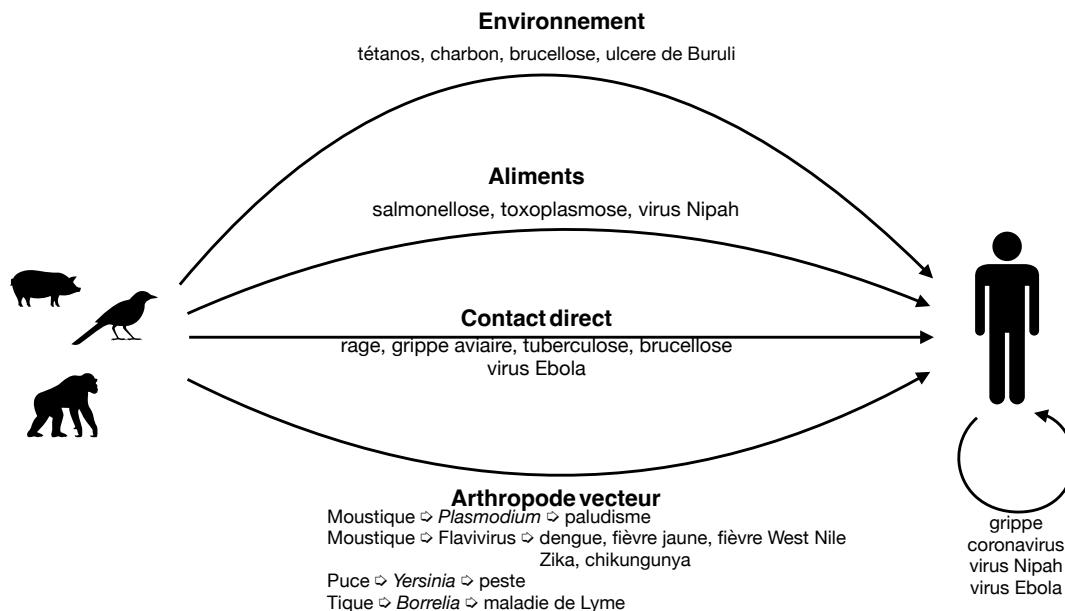 Environnement
tétanos, charbon, brucellose, ulcere de Buruli
Aliments
salmonellose, toxoplasmose, virus Nipah
Contact direct
rage, grippe aviaire, tuberculose, brucellose
virus Ebola
Arthropode vecteur
Moustique ➪ Plasmodium ➪ paludisme
Moustique ➪ Flavivirus ➪ dengue, fièvre jaune, fièvre West Nile
Zika, chikungunya
Puce ➪ Yersinia ➪ peste
Tique ➪ Borrelia ➪ maladie de Lyme
grippe
coronavirus
virus Nipah
virus Ebola